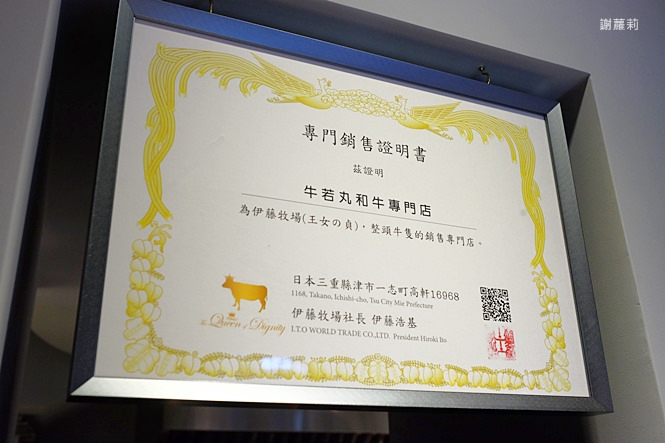 謝蘿莉
專門銷售證明書
茲證明
牛若丸和牛專門店
為伊藤牧場(王女の貞)，整頭牛隻的銷售專門店。
日本三重縣津市一志町高軒16968
1168, Takano, Ichishi-cho, Tsu City Mie Prefecture
伊藤牧場社長 伊藤浩基
I.T.O WORLD TRADE CO.,LTD. President Hiroki Ito
The Queen of Dignity